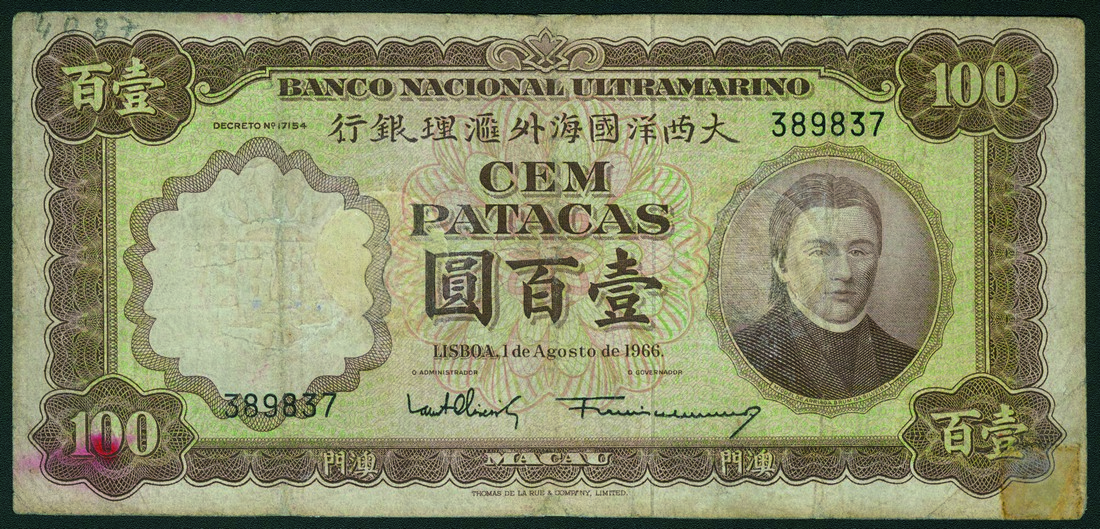 4087
百壹
100
BANCO NACIONAL ULTRAMARINO
DECRETO Nº 17154
行銀理滙外海國洋西大
389837
CEM
PATACAS
圓百壹
LISBOA, 1 de Agosto de 1966.
O ADMINISTRADOR
O GOVERNADOR
389837
100
百壹
門澳
MACAU
門澳
THOMAS DE LA RUE & COMPANY, LIMITED.